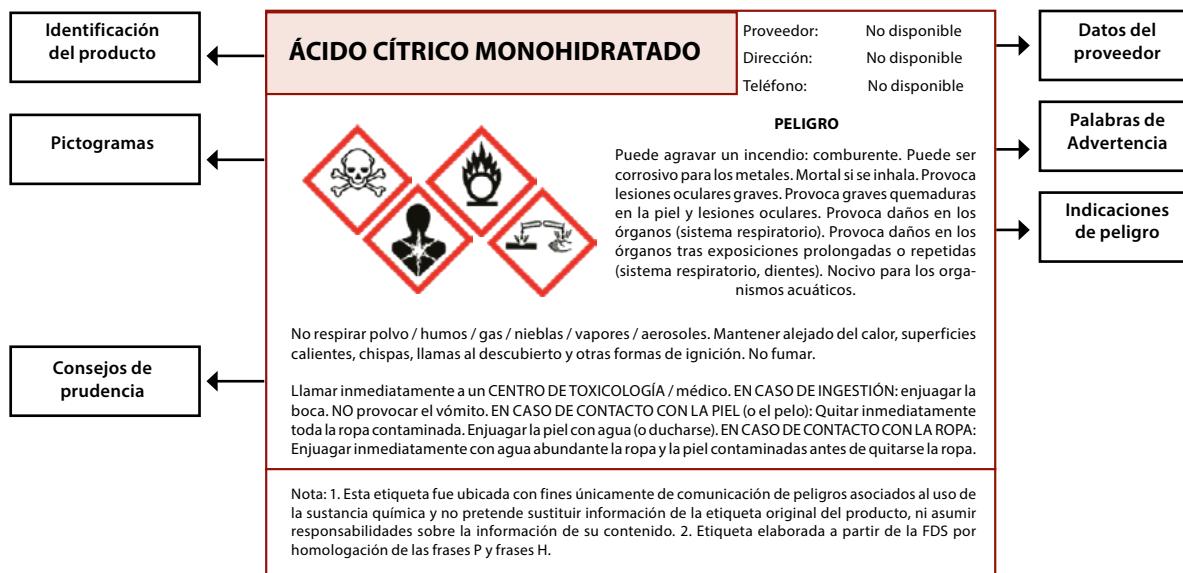 Identificación
del producto
Pictogramas
Consejos de
prudencia
ÁCIDO CÍTRICO MONOHIDRATADO
Proveedor: No disponible
Dirección: No disponible
Teléfono: No disponible
PELIGRO
Puede agravar un incendio: comburente. Puede ser
corrosivo para los metales. Mortal si se inhala. Provoca
lesiones oculares graves. Provoca graves quemaduras
en la piel y lesiones oculares. Provoca daños en los
órganos (sistema respiratorio). Provoca daños en los
órganos tras exposiciones prolongadas o repetidas
(sistema respiratorio, dientes). Nocivo para los orga-
nismos acuáticos.
No respirar polvo / humos / gas / nieblas / vapores / aerosoles. Mantener alejado del calor, superficies
calientes, chispas, llamas al descubierto y otras formas de ignición. No fumar.
Llamar inmediatamente a un CENTRO DE TOXICOLOGÍA / médico. EN CASO DE INGESTIÓN: enjuagar la
boca. NO provocar el vómito. EN CASO DE CONTACTO CON LA PIEL (o el pelo): Quitar inmediatamente
toda la ropa contaminada. Enjuagar la piel con agua (o ducharse). EN CASO DE CONTACTO CON LA ROPA:
Enjuagar inmediatamente con agua abundante la ropa y la piel contaminadas antes de quitarse la ropa.
Nota: 1. Esta etiqueta fue ubicada con fines únicamente de comunicación de peligros asociados al uso de
la sustancia química y no pretende sustituir información de la etiqueta original del producto, ni asumir
responsabilidades sobre la información de su contenido. 2. Etiqueta elaborada a partir de la FDS por
homologación de las frases P y frases H.
Datos del
proveedor
Palabras de
Advertencia
Indicaciones
de peligro